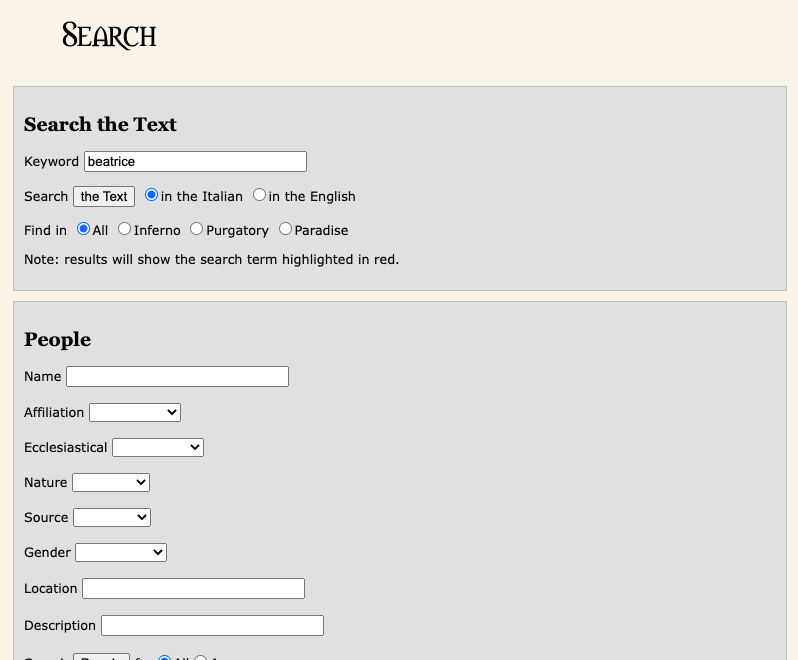 Search
Search the Text
Keyword beatrice
Search the Text in the Italian in the English
Find in All Inferno Purgatory Paradise
Note: results will show the search term highlighted in red.
People
Name
Affiliation
Ecclesiastical
Nature
Source
Gender
Location
Description